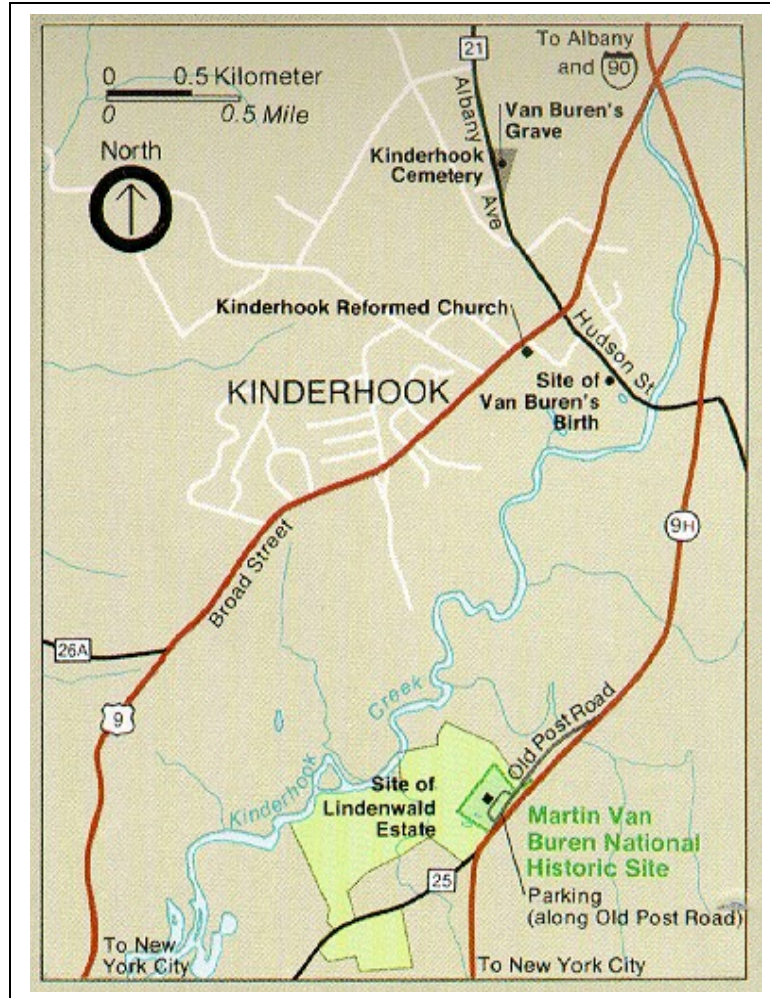 21
To Albany
and 90
0 0.5 Kilometer
0 0.5 Mile
North
Albany Ave
Van Buren's
Grave
Kinderhook
Cemetery
Kinderhook Reformed Church
Hudson St
KINDERHOOK
Site of
Van Buren's
Birth
9H
Broad Street
26A
9
Kinderhook Creek
Old Post Road
Site of
Lindenwald
Estate
Martin Van
Buren National
Historic Site
25
Parking
(along Old Post Road)
To New
York City
To New York City